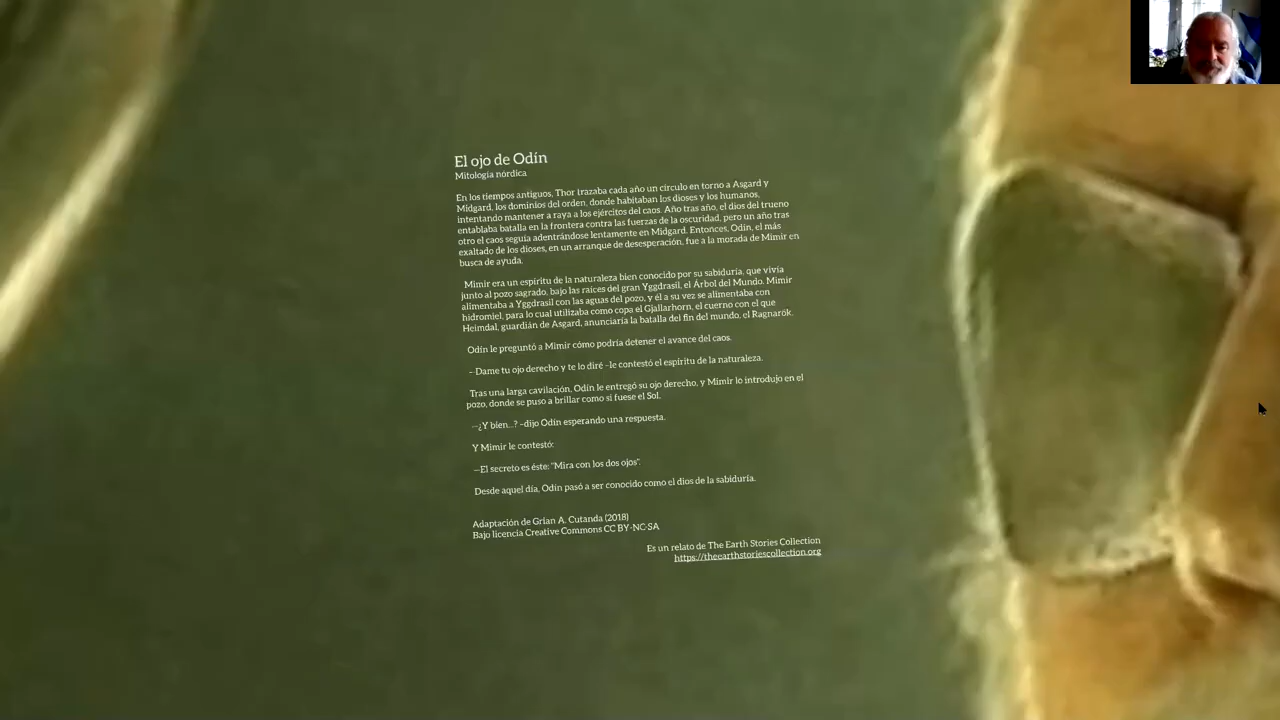 El ojo de Odín
Mitología nórdica
En los tiempos antiguos, Thor trazaba cada año un círculo en torno a Asgard y
Midgard, los dominios del orden, donde habitaban los dioses y los humanos,
intentando mantener a raya a los ejércitos del caos. Año tras año, el dios del trueno
entablaba batalla en la frontera contra las fuerzas de la oscuridad, pero un año tras
otro el caos seguía adentrándose lentamente en Midgard. Entonces, Odín, el más
exaltado de los dioses, en un arranque de desesperación, fue a la morada de Mimir en
busca de ayuda.
Mimir era un espíritu de la naturaleza bien conocido por su sabiduría, que vivía
junto al pozo sagrado, bajo las raíces del gran Yggdrasil, el Árbol del Mundo. Mimir
alimentaba a Yggdrasil con las aguas del pozo, y él a su vez se alimentaba con
hidromiel, para lo cual utilizaba como copa el Gjallarhorn, el cuerno con el que
Heimdal, guardián de Asgard, anunciaría la batalla del fin del mundo, el Ragnarök.
Odín le preguntó a Mimir cómo podría detener el avance del caos.
–Dame tu ojo derecho y te lo diré –le contestó el espíritu de la naturaleza.
Tras una larga cavilación, Odín le entregó su ojo derecho, y Mimir lo introdujo en el
pozo, donde se puso a brillar como si fuese el Sol.
—¿Y bien...? –dijo Odín esperando una respuesta.
Y Mimir le contestó:
—El secreto es éste: "Mira con los dos ojos".
Desde aquel día, Odín pasó a ser conocido como el dios de la sabiduría.
Adaptación de Grian A. Cutanda (2018)
Bajo licencia Creative Commons CC BY-NC-SA
Es un relato de The Earth Stories Collection
https://theearthstoriescollection.org